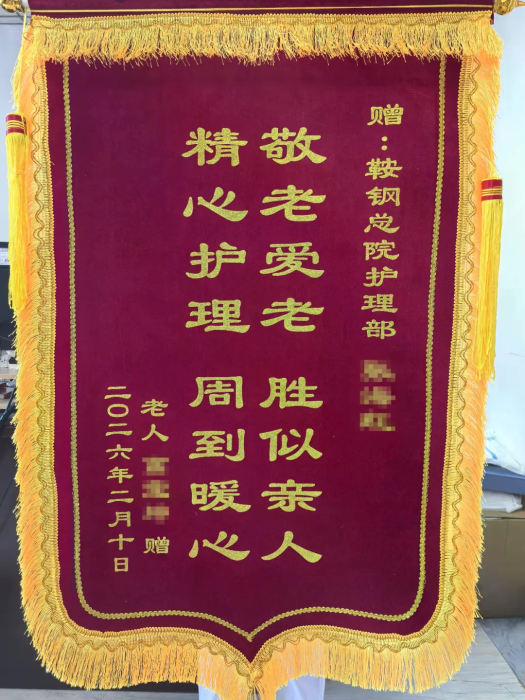 赠：鞍钢总院护理部
敬老爱老 胜似亲人
精心护理 周到暖心
老人 赠
二〇二六年二月十日